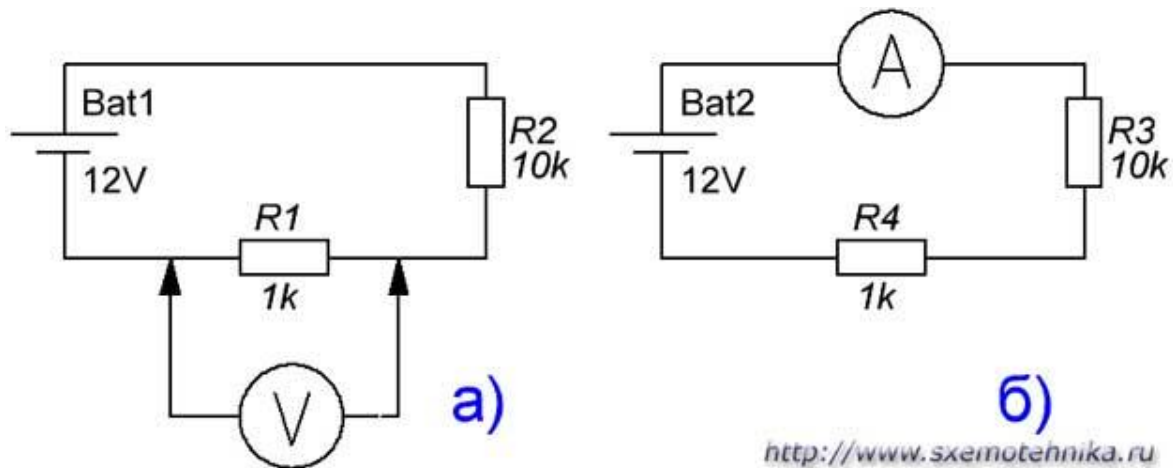 Bat1
12V
R2
10k
R1
1k
V
а)
A
Bat2
12V
R3
10k
R4
1k
б)
http://www.sxemotehnika.ru